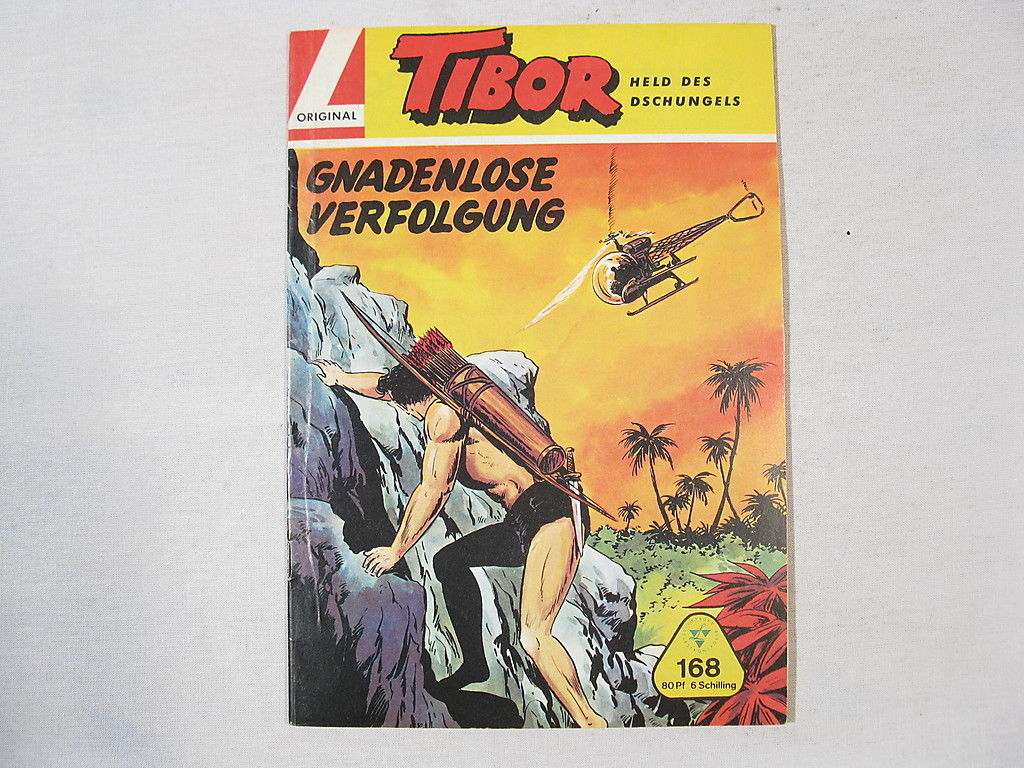 L
ORIGINAL
TIBOR
HELD DES
DSCHUNGELS
GNADENLOSE
VERFOLGUNG
168
80 Pf. 6 Schilling